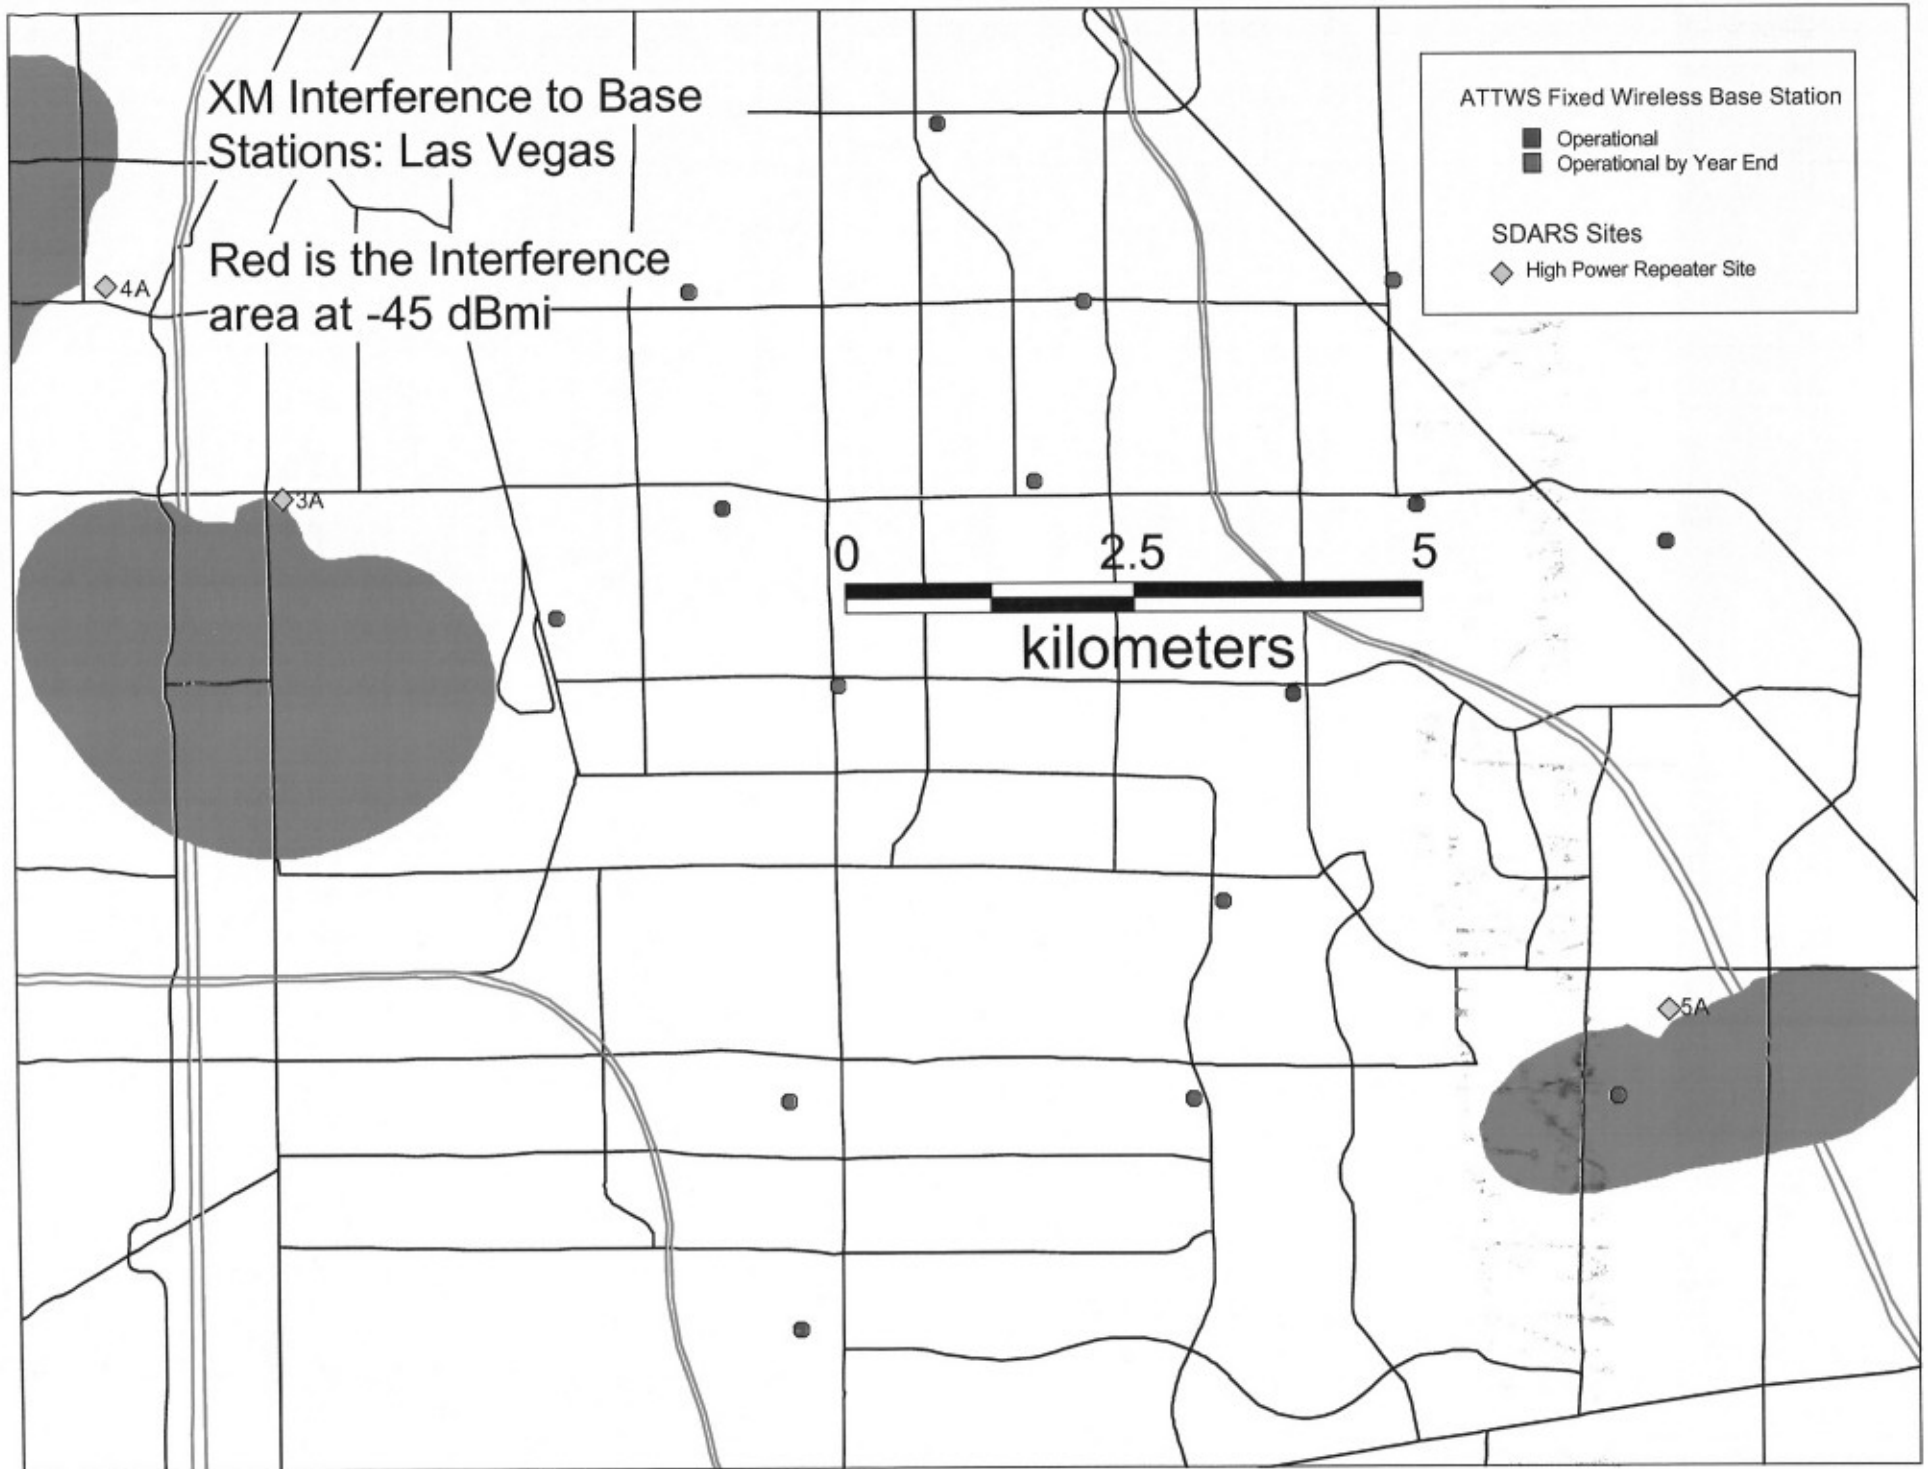 XM Interference to Base
Stations: Las Vegas
Red is the Interference
area at -45 dBmi
ATTWS Fixed Wireless Base Station
Operational
Operational by Year End
SDARS Sites
High Power Repeater Site
4A
3A
0 2.5 5
kilometers
5A